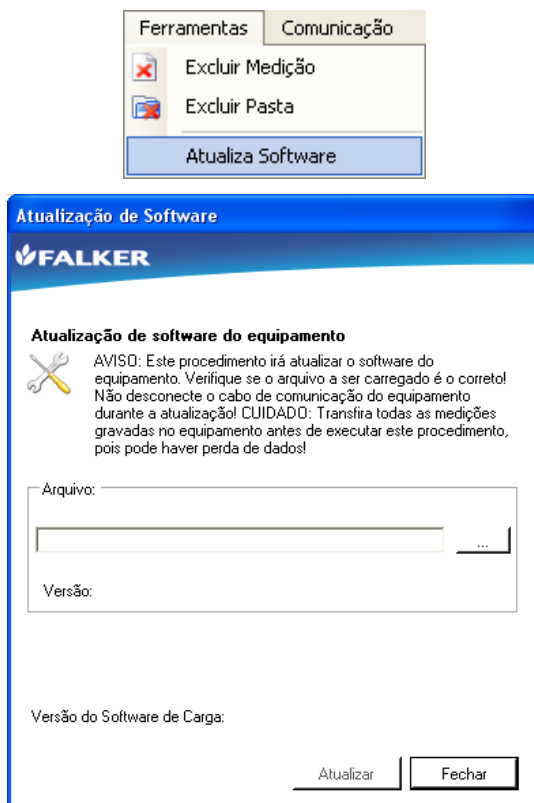 Ferramentas Comunicação
Excluir Medição
Excluir Pasta
Atualiza Software
Atualização de Software
FALKER
Atualização de software do equipamento
AVISO: Este procedimento irá atualizar o software do
equipamento. Verifique se o arquivo a ser carregado é o correto!
Não desconecte o cabo de comunicação do equipamento
durante a atualização! CUIDADO: Transfira todas as medições
gravadas no equipamento antes de executar este procedimento,
pois pode haver perda de dados!
Arquivo:
...
Versão:
Versão do Software de Carga:
Atualizar Fechar